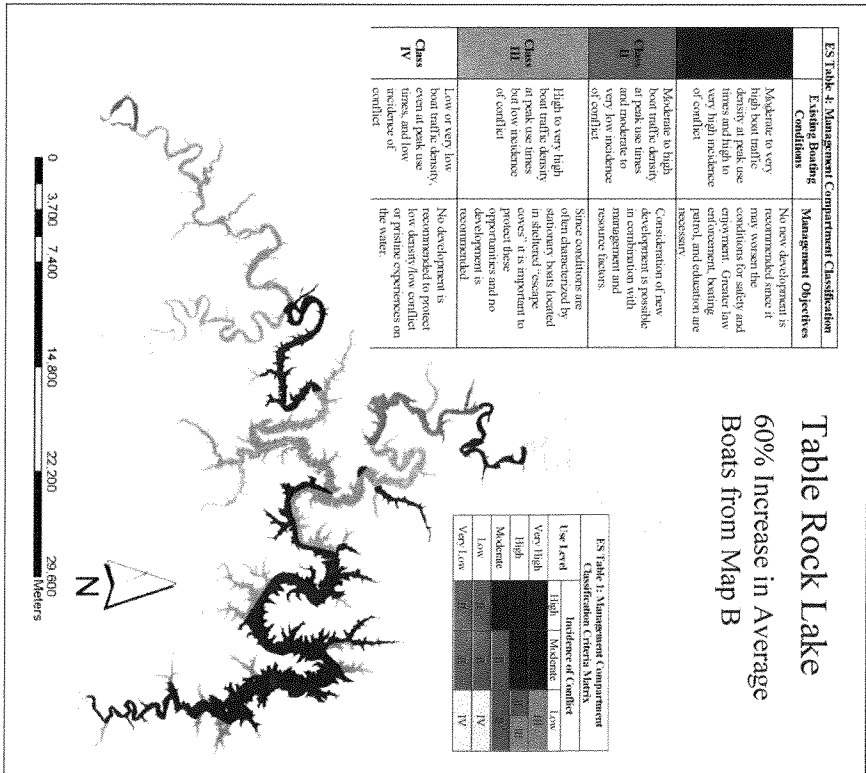 Table Rock Lake
60% Increase in Average
Boats from Map B
ES Table 4: Management Compartment Classification
Existing Boating
Conditions
Management Objectives
Moderate to very
high boat traffic
density at peak use
times and high to
very high incidence
of conflict
No new development is
recommended since it
may worsen the
conditions for safety and
enjoyment Greater law
enforcement, boating
patrol, and education are
necessary.
Class
II
Moderate to high
boat traffic density
at peak use times
and moderate to
very low incidence
of conflict
Consideration of new
development is possible
in combination with
management and
resource factors.
Class
III
High to very high
boat traffic density
at peak use times
but low incidence
of conflict
Since conditions are
often characterized by
stationary boats located
in sheltered "escape
coves" it is important to
protect these
opportunities and no
development is
recommended
Class
IV
Low or very low
boat traffic density,
even at peak use
times, and low
incidence of
conflict
No development is
recommended to protect
low density/low conflict
or pristine experiences on
the water.
ES Table 1: Management Compartment
Classification Criteria Matrix
Use Level
Incidence of Conflict
High Moderate Low
Very High III
High
Moderate II
Low II II IV
Very Low II II IV
N
0 3,700 7,400 14,800 22,200 29,600
Meters